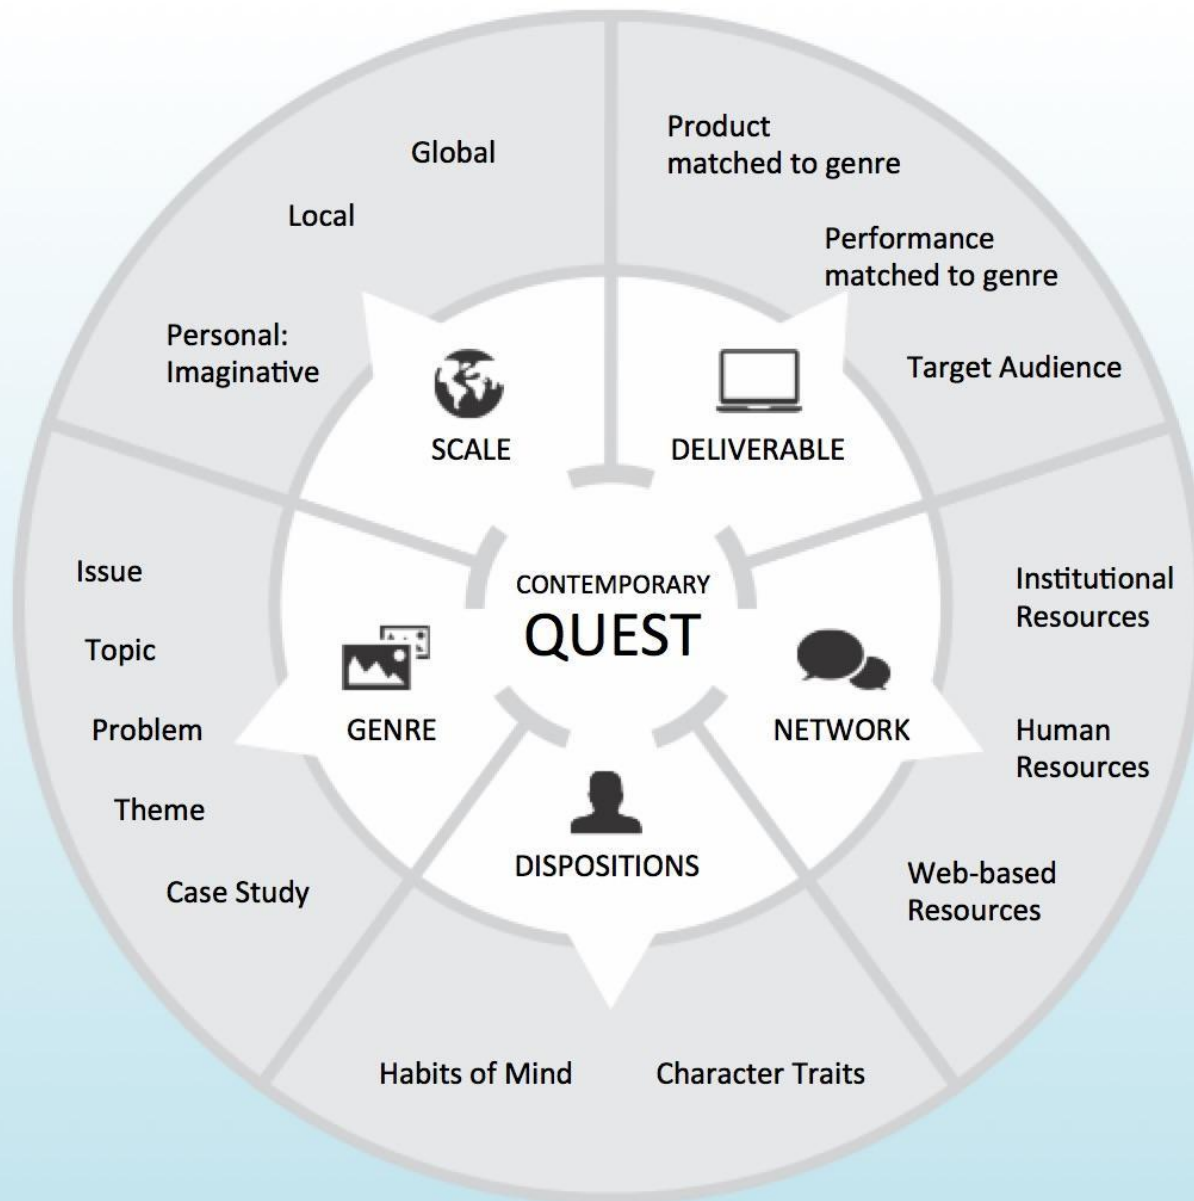 Global
Local
Personal:
Imaginative
SCALE
Product
matched to genre
Performance
matched to genre
Target Audience
DELIVERABLE
Issue
Topic
Problem
Theme
Case Study
GENRE
CONTEMPORARY
QUEST
Institutional
Resources
Human
Resources
Web-based
Resources
NETWORK
DISPOSITIONS
Habits of Mind
Character Traits